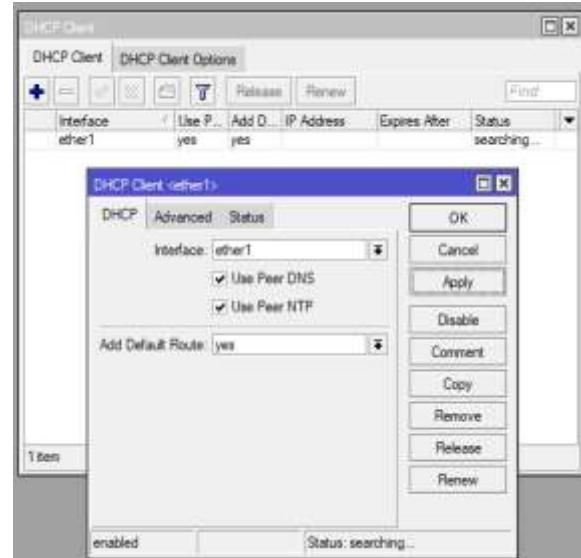 DHCP Client
DHCP Client DHCP Client Options
Release Renew Find
Interface Use P... Add D... IP Address Expires After Status
ether1 yes yes searching...
DHCP Client <ether1>
DHCP Advanced Status
OK
Interface: ether1
Cancel
Use Peer DNS
Apply
Use Peer NTP
Disable
Add Default Route: yes
Comment
Copy
Remove
1 item
Release
Renew
enabled Status: searching...